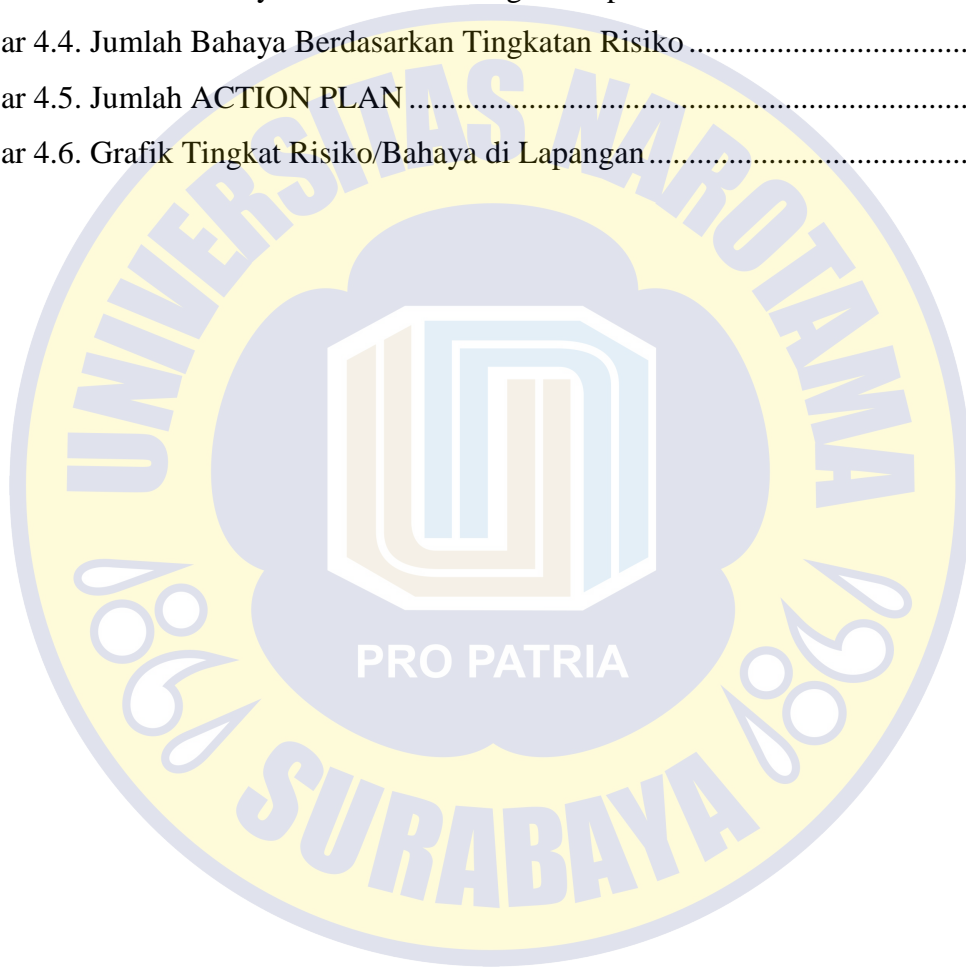 ar 4.4. Jumlah Bahaya Berdasarkan Tingkatan Risiko ..................................
ar 4.5. Jumlah ACTION PLAN ......................................................................
ar 4.6. Grafik Tingkat Risiko/Bahaya di Lapangan ........................................
UNIVERSITAS NAROTAMA
PRO PATRIA
SURABAYA